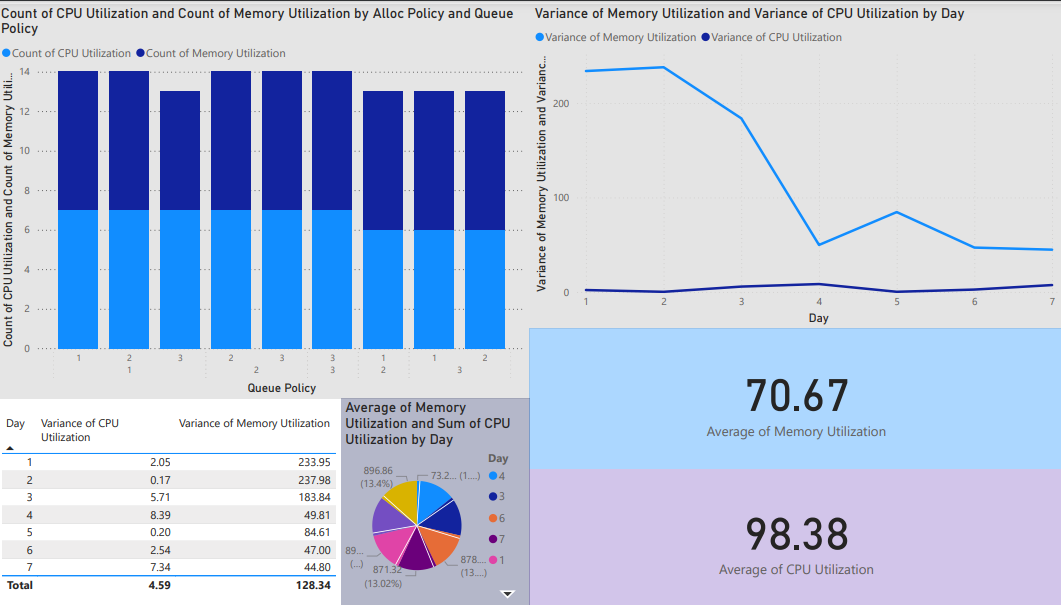 Count of CPU Utilization and Count of Memory Utilization by Alloc Policy and Queue
Policy
Count of CPU Utilization Count of Memory Utilization
Count of CPU Utilization and Count of Memory Utili...
14
12
10
8
6
4
2
0
1 2 3 2 3 3 1 1 2
1 2 3 2 3
Queue Policy
Variance of Memory Utilization and Variance of CPU Utilization by Day
Variance of Memory Utilization Variance of CPU Utilization
Variance of Memory Utilization and Varianc...
200
100
0
1 2 3 4 5 6 7
Day
Day Variance of CPU Utilization Variance of Memory Utilization
1 2.05 233.95
2 0.17 237.98
3 5.71 183.84
4 8.39 49.81
5 0.20 84.61
6 2.54 47.00
7 7.34 44.80
Total 4.59 128.34
Average of Memory
Utilization and Sum of CPU
Utilization by Day
896.86
(13.4%)
73.2... (1....)
89...
(...)
871.32
(13.02%)
878....
(13....)
Day
4
3
6
7
1
70.67
Average of Memory Utilization
98.38
Average of CPU Utilization